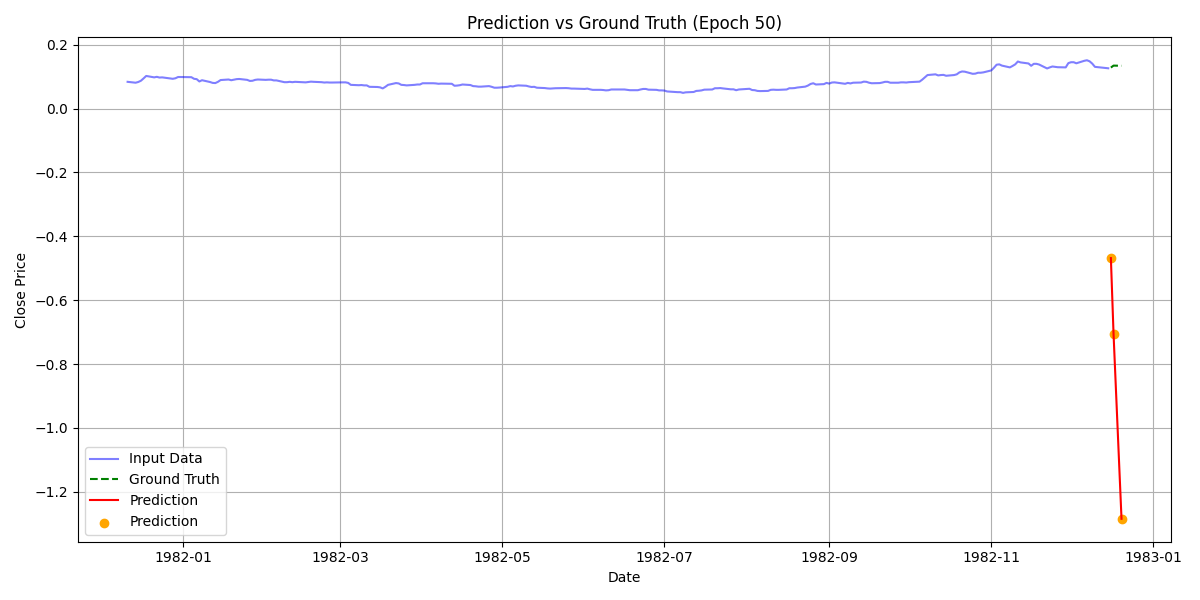 Prediction vs Ground Truth (Epoch 50)
Close Price
0.2
0.0
−0.2
−0.4
−0.6
−0.8
−1.0
−1.2
Input Data
Ground Truth
Prediction
Prediction
1982-01 1982-03 1982-05 1982-07 1982-09 1982-11 1983-01
Date